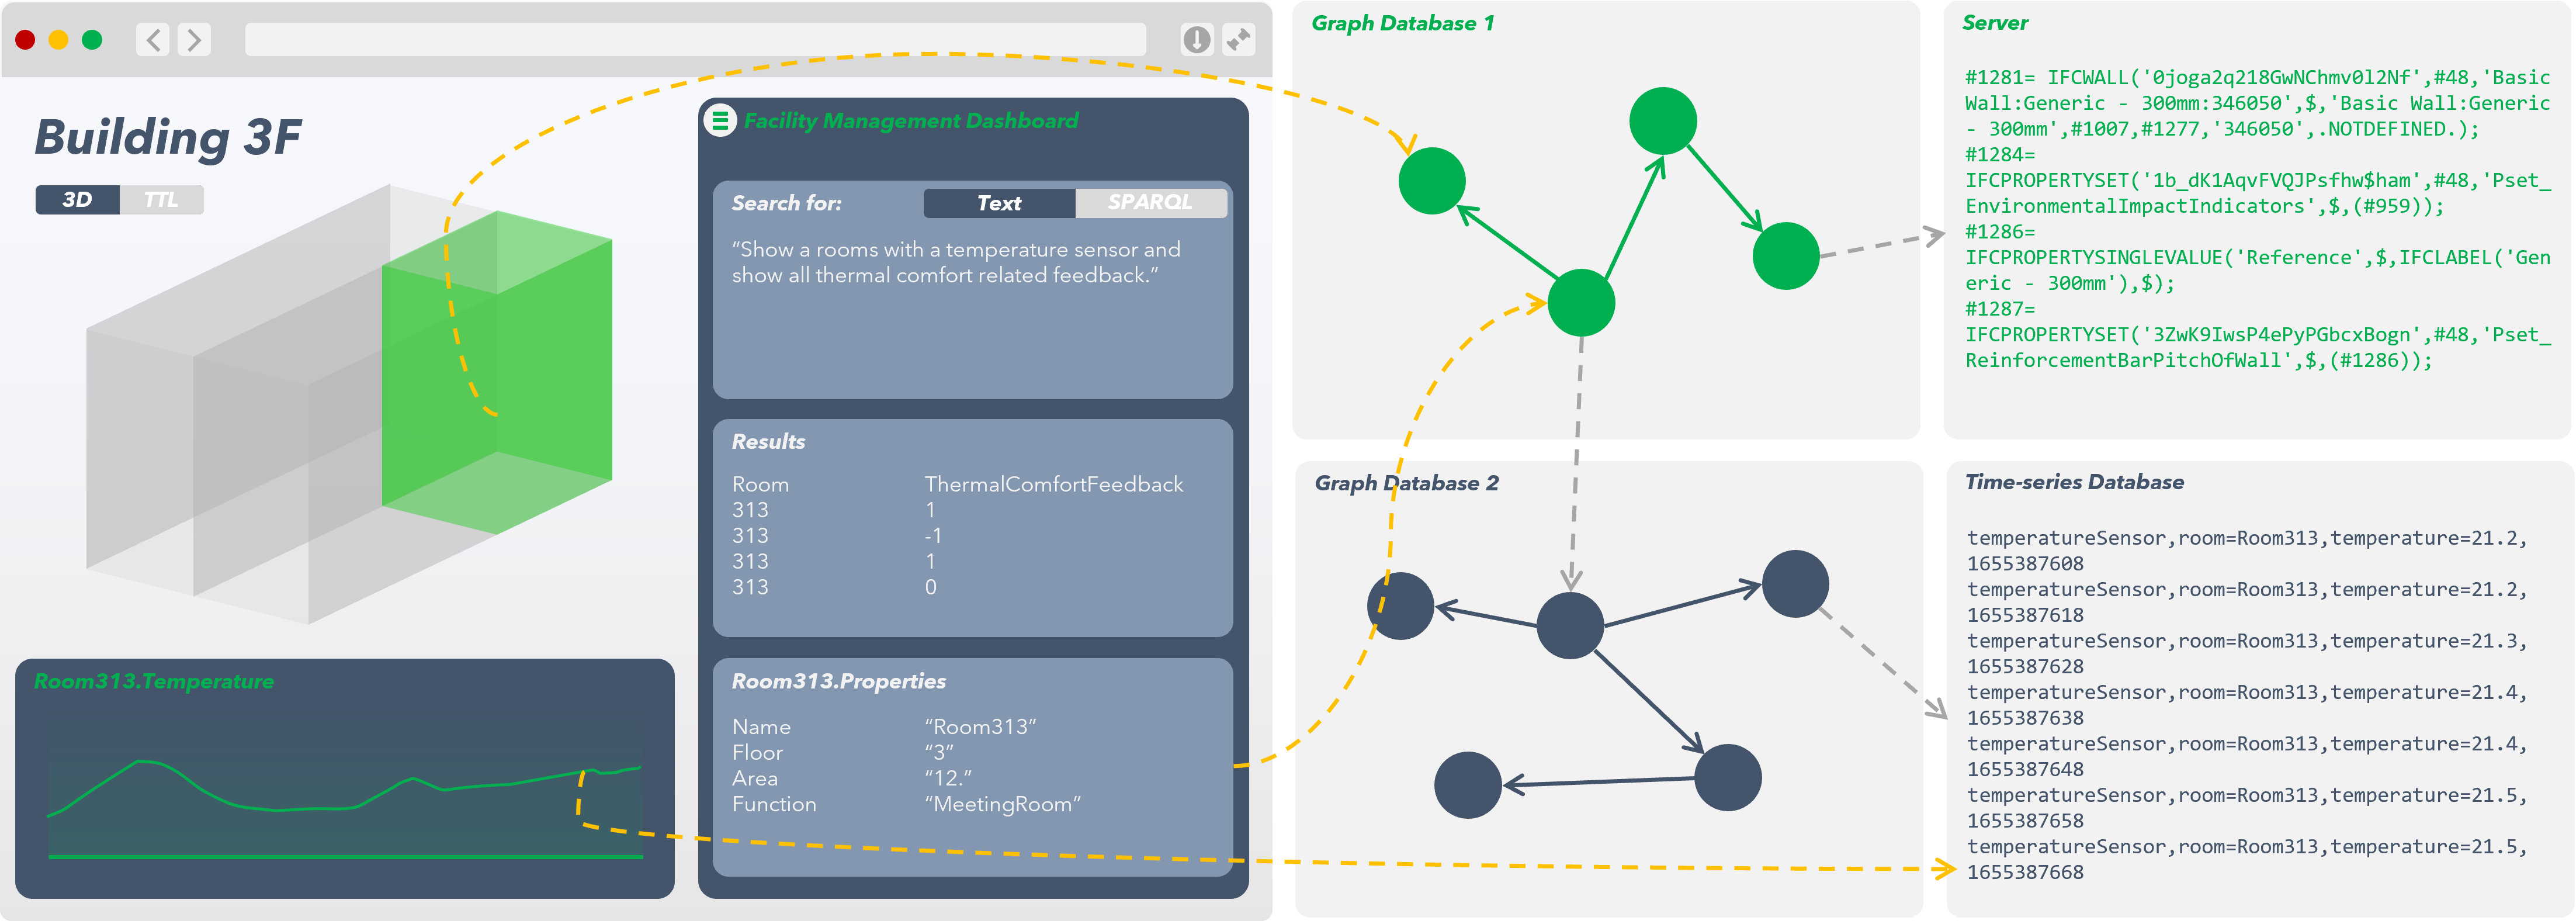 Building 3F
3D TTL
Room313.Temperature
Facility Management Dashboard
Search for: Text SPARQL
“Show a rooms with a temperature sensor and
show all thermal comfort related feedback.”
Results
Room ThermalComfortFeedback
313 1
313 -1
313 1
313 0
Room313.Properties
Name “Room313”
Floor “3”
Area “12.”
Function “MeetingRoom”
Graph Database 1
Server
#1281= IFCWALL('0joga2q218GwNChmv0l2Nf',#48,'Basic
Wall:Generic - 300mm:346050',$,'Basic Wall:Generic
- 300mm',#1007,#1277,'346050',.NOTDEFINED.);
#1284=
IFCPROPERTYSET('1b_dK1AqvFVQJPsfhw$ham',#48,'Pset_
EnvironmentalImpactIndicators',$,(#959));
#1286=
IFCPROPERTYSINGLEVALUE('Reference',$,IFCLABEL('Gen
eric - 300mm'),$);
#1287=
IFCPROPERTYSET('3ZwK9IwsP4ePyPGbcxBogn',#48,'Pset_
ReinforcementBarPitchOfWall',$,(#1286));
Graph Database 2
Time-series Database
temperatureSensor,room=Room313,temperature=21.2,
1655387608
temperatureSensor,room=Room313,temperature=21.2,
1655387618
temperatureSensor,room=Room313,temperature=21.3,
1655387628
temperatureSensor,room=Room313,temperature=21.4,
1655387638
temperatureSensor,room=Room313,temperature=21.4,
1655387648
temperatureSensor,room=Room313,temperature=21.5,
1655387658
temperatureSensor,room=Room313,temperature=21.5,
1655387668